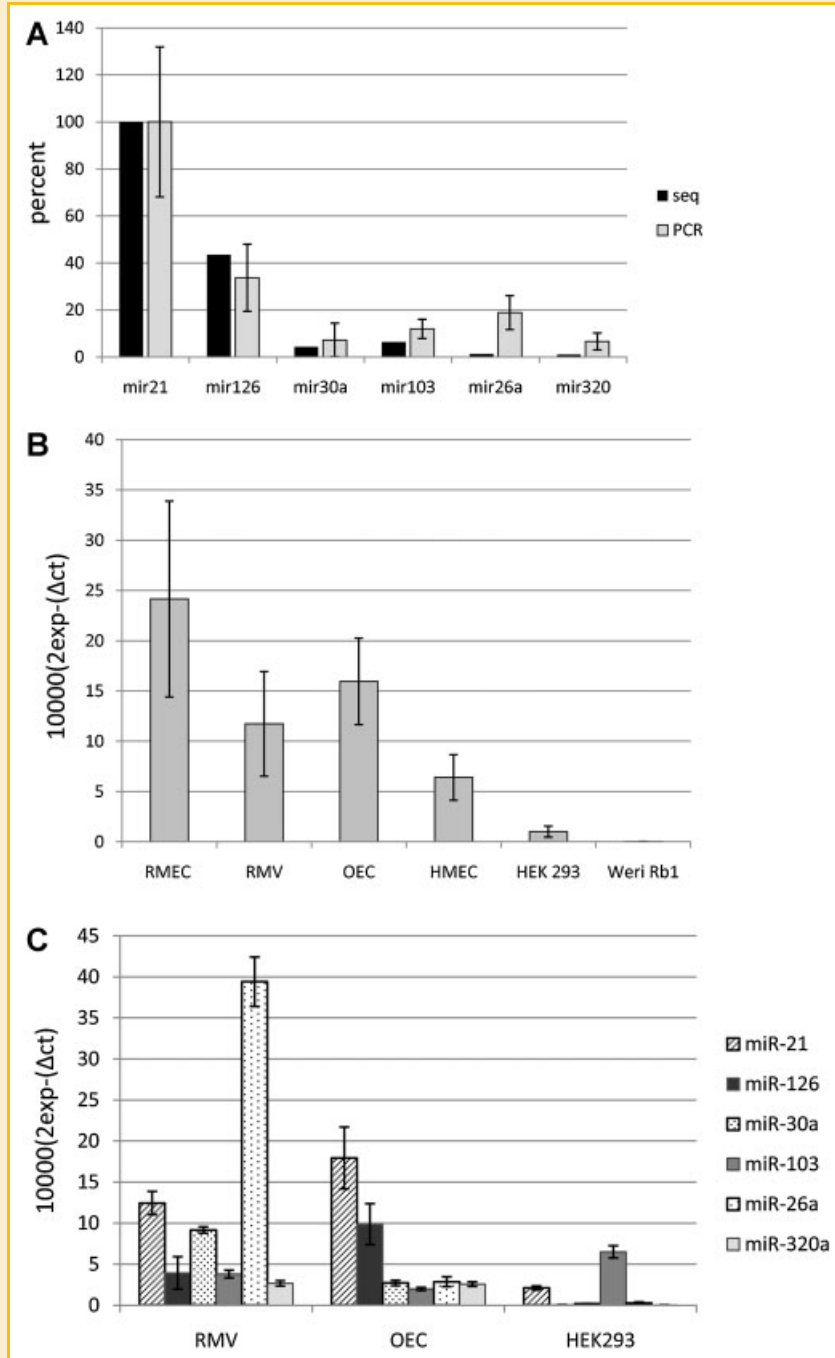 A
140
120
100
80
60
40
20
0
percent
mir21 mir126 mir30a mir103 mir26a mir320
seq
PCR
B
40
35
30
25
20
15
10
5
0
10000(2exp-(Δct)
RMEC RMV OEC HMEC HEK 293 Weri Rb1
C
45
40
35
30
25
20
15
10
5
0
10000(2exp-(Δct)
RMV OEC HEK293
miR-21
miR-126
miR-30a
miR-103
miR-26a
miR-320a